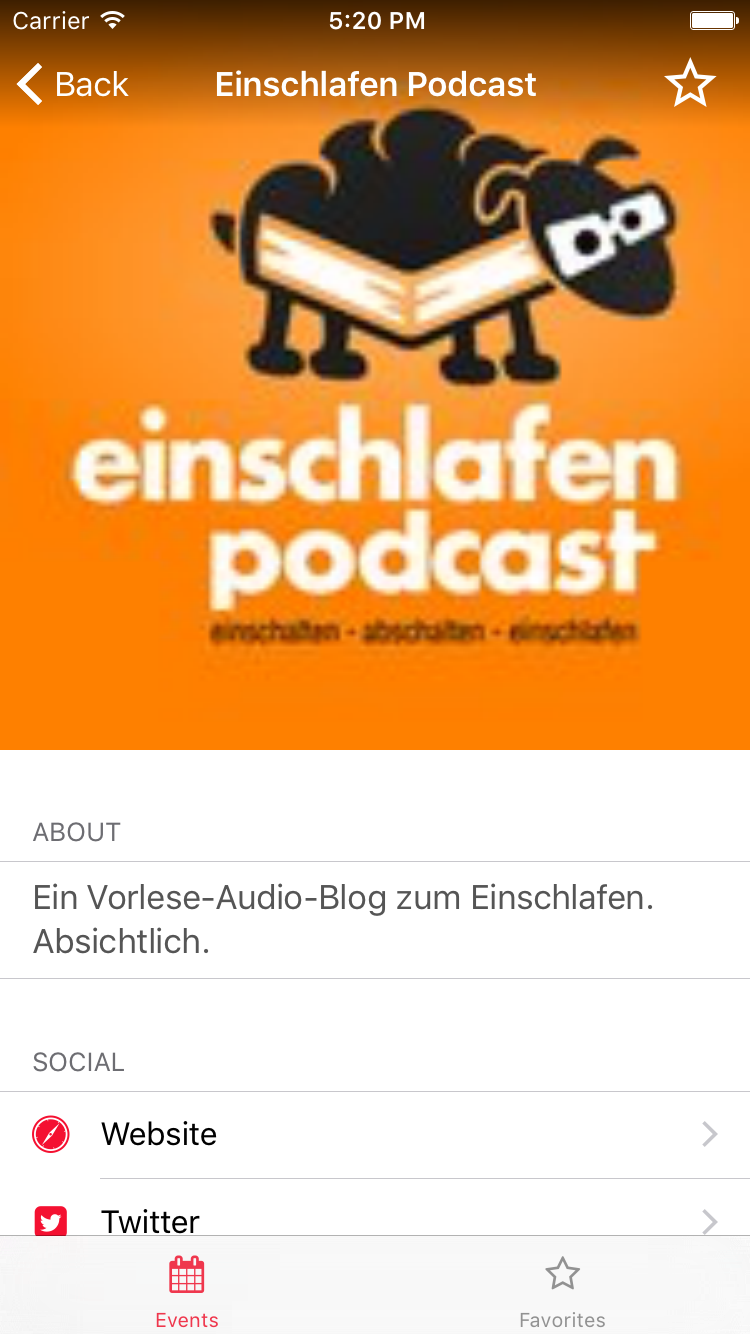 Carrier 5:20 PM
Back Einschlafen Podcast
einschlafen
podcast
einschalten - abschalten - einschlafen
ABOUT
Ein Vorlese-Audio-Blog zum Einschlafen.
Absichtlich.
SOCIAL
Website
Twitter
Events Favorites